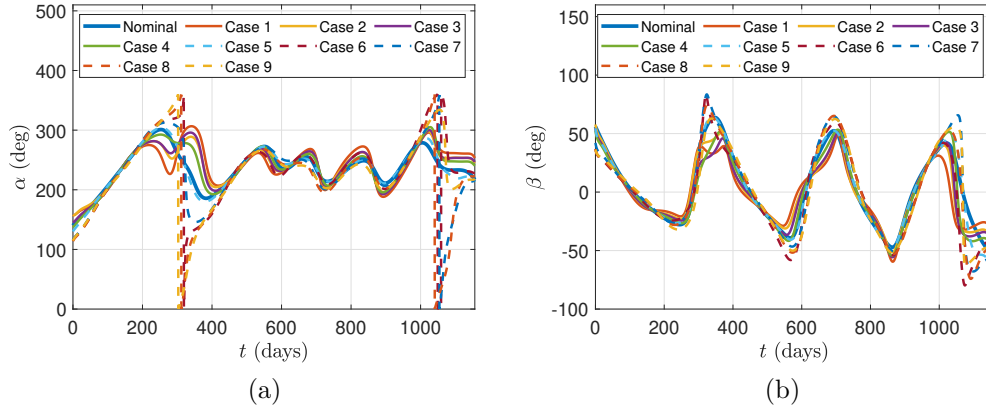 500
400
300
200
100
0
α (deg)
Nominal Case 1 Case 2 Case 3
Case 4 Case 5 Case 6 Case 7
Case 8 Case 9
0 200 400 600 800 1000
t (days)
(a)
150
100
50
0
-50
-100
β (deg)
Nominal Case 1 Case 2 Case 3
Case 4 Case 5 Case 6 Case 7
Case 8 Case 9
0 200 400 600 800 1000
t (days)
(b)